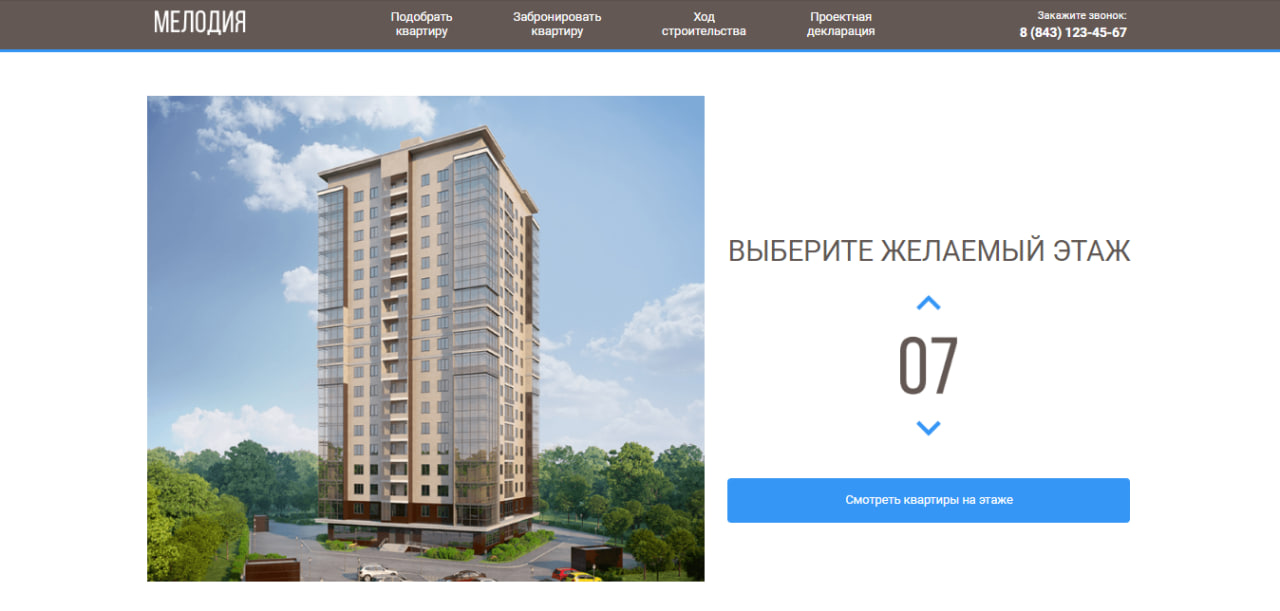 МЕЛОДИЯ
Подобрать
квартиру
Забронировать
квартиру
Ход
строительства
Проектная
декларация
Закажите звонок:
8 (843) 123-45-67
ВЫБЕРИТЕ ЖЕЛАЕМЫЙ ЭТАЖ
07
Смотреть квартиры на этаже